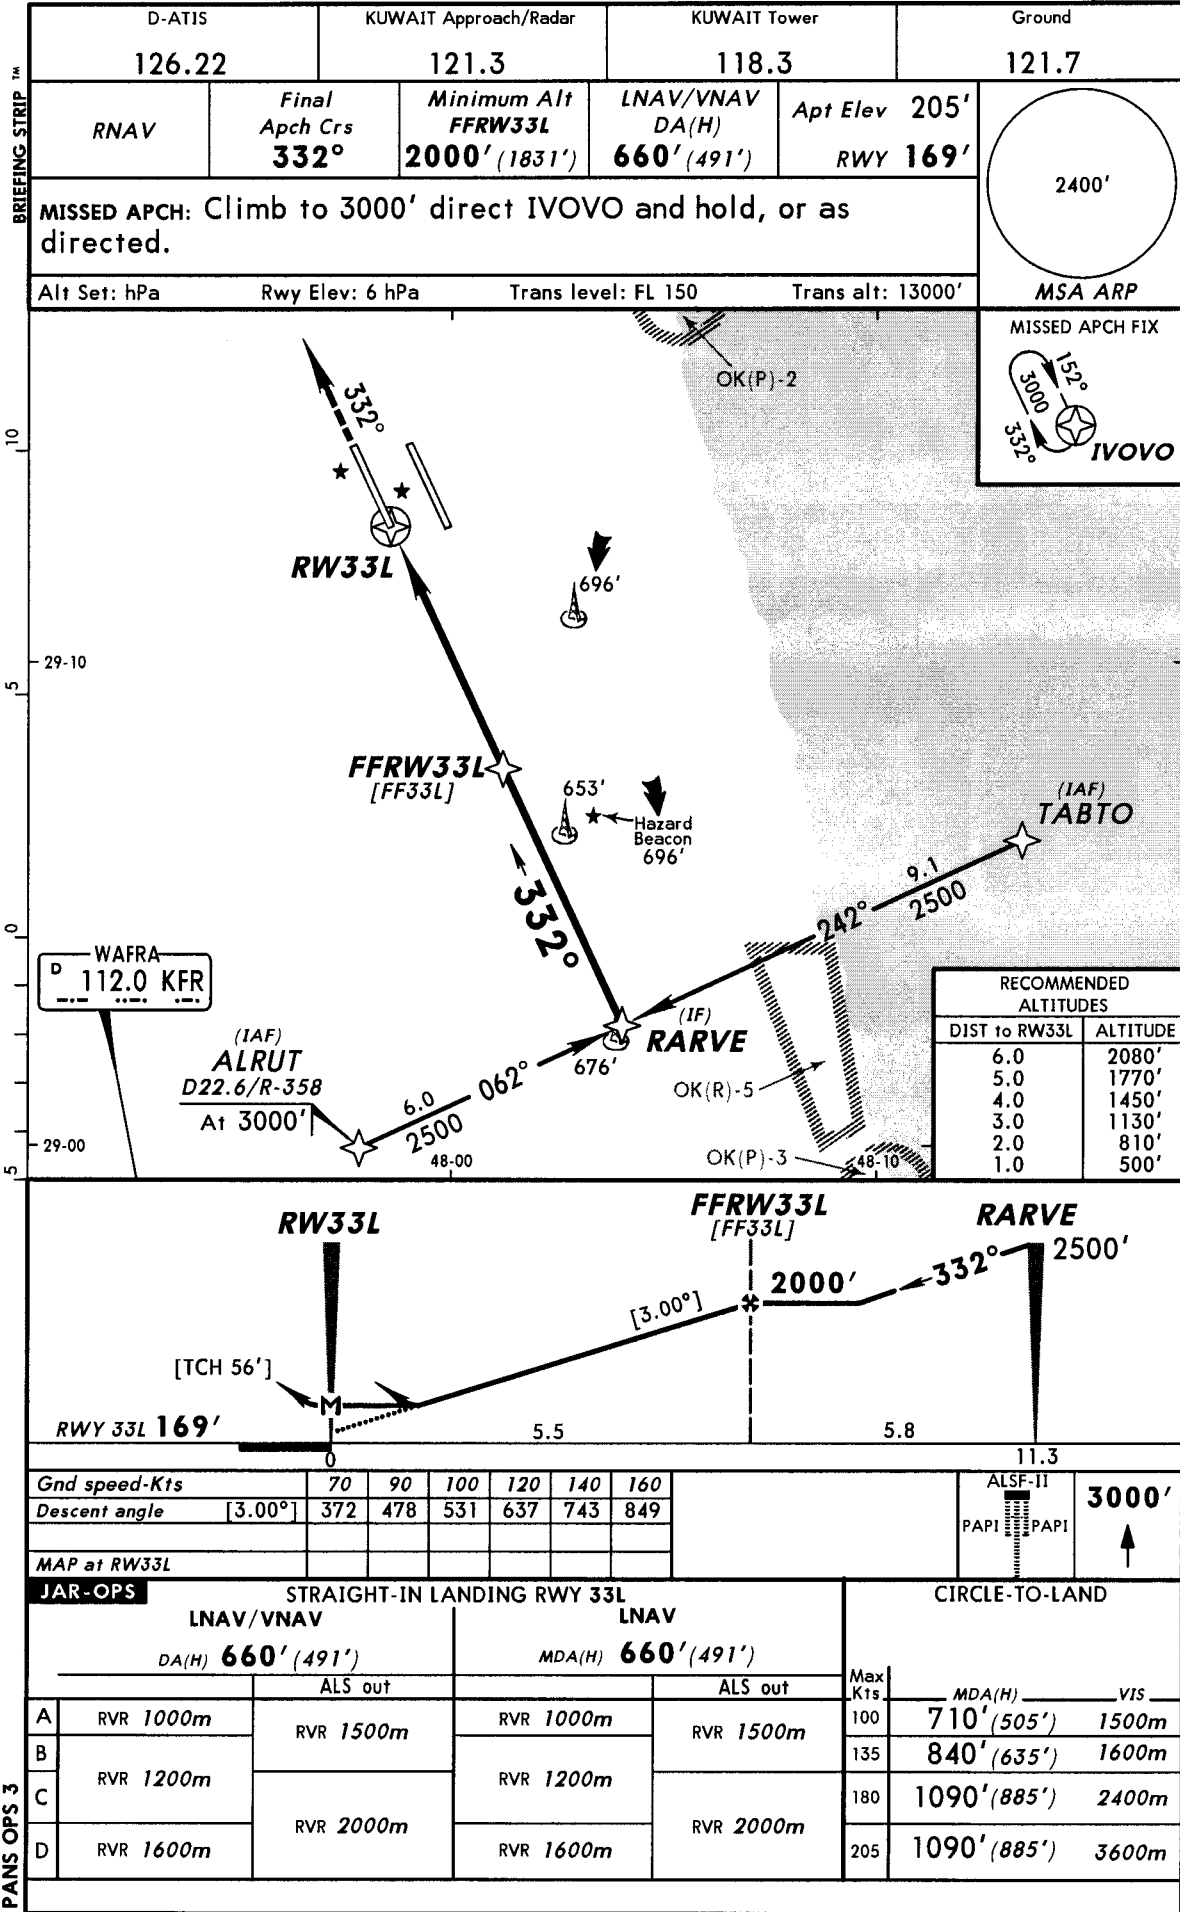 D-ATIS
126.22
KUWAIT Approach/Radar
121.3
KUWAIT Tower
118.3
Ground
121.7
BRIEFING STRIP ™
RNAV
Final
Apch Crs
332°
Minimum Alt
FFRW33L
2000' (1831')
LNAV/VNAV
DA(H)
660' (491')
Apt Elev 205'
RWY 169'
2400'
MSA ARP
MISSED APCH: Climb to 3000' direct IVOVO and hold, or as
directed.
Alt Set: hPa Rwy Elev: 6 hPa Trans level: FL 150 Trans alt: 13000'
MISSED APCH FIX
152°
3000
332°
IVOVO
OK(P)-2
332°
10
RW33L
696'
29-10
5
FFRW33L
[FF33L]
653'
Hazard
Beacon
696'
(IAF)
TABTO
9.1
2500
242°
332°
0
WAFRA
D 112.0 KFR
(IF)
RARVE
676'
(IAF)
ALRUT
D22.6/R-358
At 3000'
6.0
2500
062°
OK(R)-5
OK(P)-3
29-00
48-00
48-10
5
RECOMMENDED
ALTITUDES
DIST to RW33L ALTITUDE
6.0 2080'
5.0 1770'
4.0 1450'
3.0 1130'
2.0 810'
1.0 500'
RW33L
FFRW33L
[FF33L]
RARVE
2500'
332°
2000'
[3.00°]
[TCH 56']
M
RWY 33L 169'
5.5
5.8
0
11.3
Gnd speed-Kts 70 90 100 120 140 160
Descent angle [3.00°] 372 478 531 637 743 849
MAP at RW33L
ALSF-II
PAPI PAPI
3000'
JAR-OPS
STRAIGHT-IN LANDING RWY 33L
CIRCLE-TO-LAND
LNAV/VNAV
LNAV
DA(H) 660' (491')
MDA(H) 660' (491')
ALS out
ALS out
Max
Kts
MDA(H) VIS
A RVR 1000m RVR 1500m RVR 1000m RVR 1500m 100 710' (505') 1500m
B RVR 1200m RVR 1200m 135 840' (635') 1600m
C RVR 2000m RVR 2000m 180 1090' (885') 2400m
D RVR 1600m RVR 1600m 205 1090' (885') 3600m
PANS OPS 3